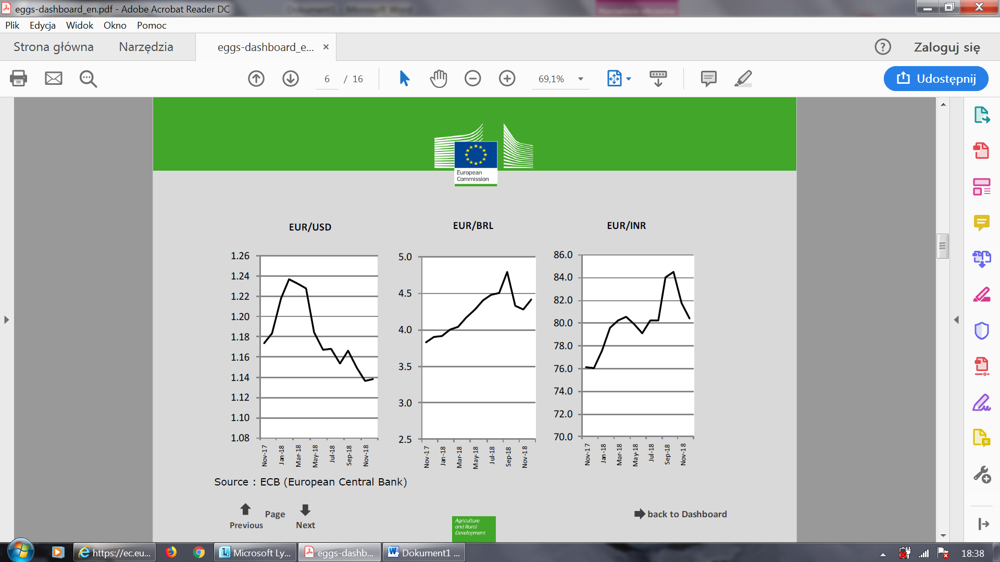 eggs-dashboard_en.pdf - Adobe Acrobat Reader DC
Plik Edycja Widok Okno Pomoc
Strona główna Narzędzia eggs-dashboard_e... × ? Zaloguj się
6 / 16 69,1% Udostępnij
European
Commission
EUR/USD EUR/BRL EUR/INR
1.26
1.24
1.22
1.20
1.18
1.16
1.14
1.12
1.10
1.08
Nov-17 Jan-18 Mar-18 May-18 Jul-18 Sep-18 Nov-18
5.0
4.5
4.0
3.5
3.0
2.5
Nov-17 Jan-18 Mar-18 May-18 Jul-18 Sep-18 Nov-18
86.0
84.0
82.0
80.0
78.0
76.0
74.0
72.0
70.0
Nov-17 Jan-18 Mar-18 May-18 Jul-18 Sep-18 Nov-18
Source : ECB (European Central Bank)
Previous Page Next
back to Dashboard
Agriculture
and Rural
Development
https://ec.eu... Microsoft Ly... eggs-dashb... Dokument1 ... 18:38